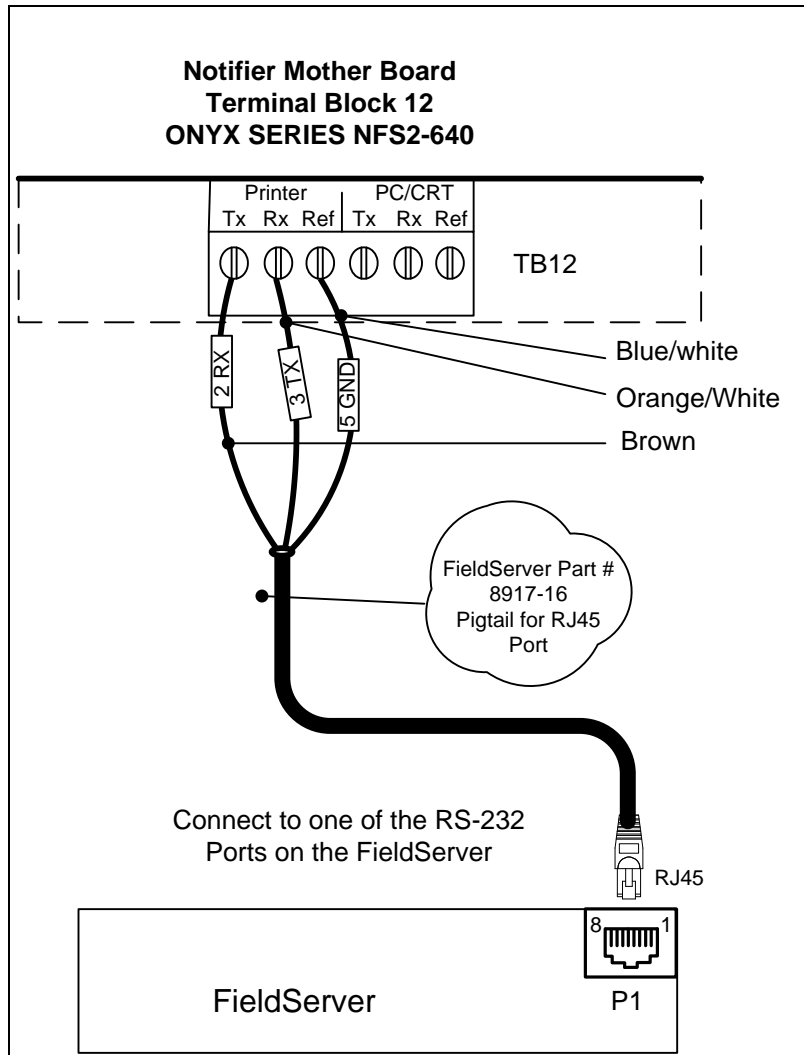 Notifier Mother Board
Terminal Block 12
ONYX SERIES NFS2-640
Printer PC/CRT
Tx Rx Ref Tx Rx Ref
TB12
Blue/white
Orange/White
Brown
2 RX
3 TX
5 GND
FieldServer Part #
8917-16
Pigtail for RJ45
Port
Connect to one of the RS-232
Ports on the FieldServer
RJ45
8 1
FieldServer
P1